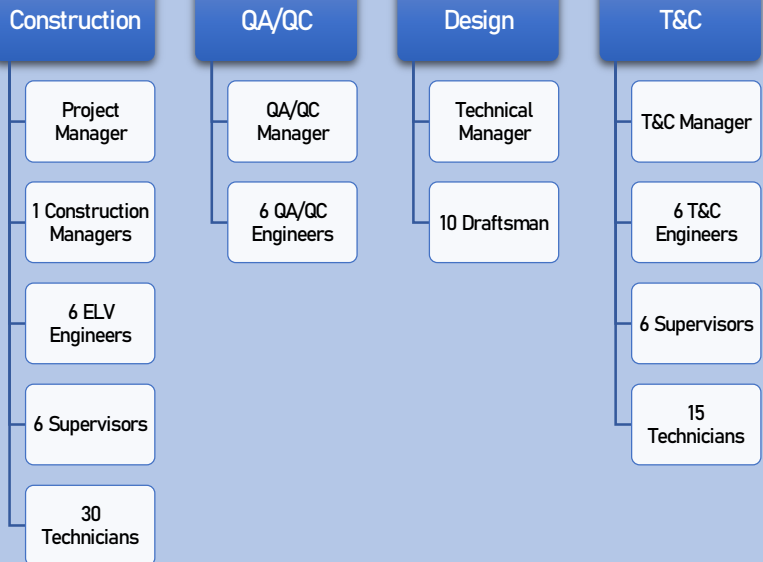 Construction
Project
Manager
1 Construction
Managers
6 ELV
Engineers
6 Supervisors
30
Technicians
QA/QC
QA/QC
Manager
6 QA/QC
Engineers
Design
Technical
Manager
10 Draftsman
T&C
T&C Manager
6 T&C
Engineers
6 Supervisors
15
Technicians